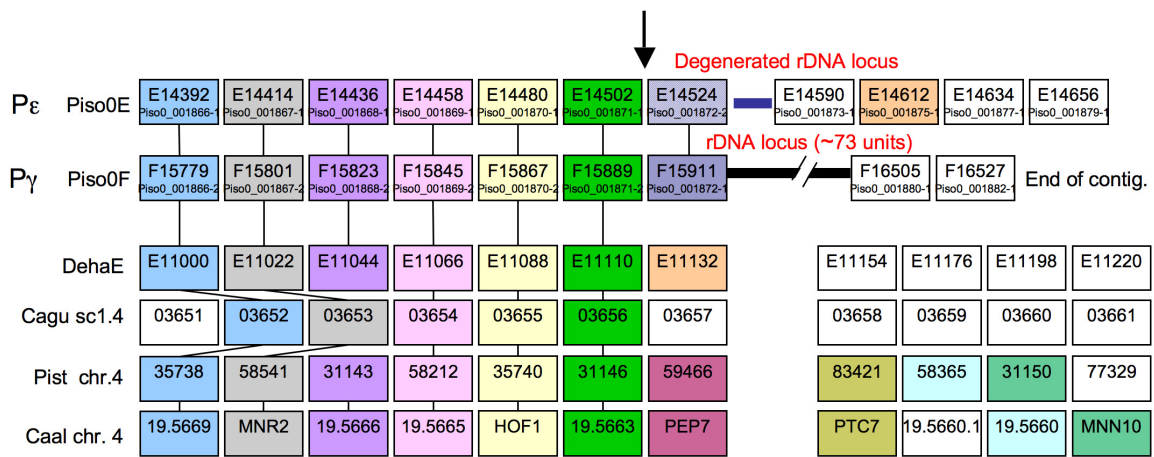 Degenerated rDNA locus
Pε Piso0E E14392 E14414 E14436 E14458 E14480 E14502 E14524 E14590 E14612 E14634 E14656
Piso0_001866-1 Piso0_001867-1 Piso0_001868-1 Piso0_001869-1 Piso0_001870-1 Piso0_001871-1 Piso0_001872-2 Piso0_001873-1 Piso0_001875-1 Piso0_001877-1 Piso0_001879-1
rDNA locus (~73 units)
Pγ Piso0F F15779 F15801 F15823 F15845 F15867 F15889 F15911 F16505 F16527 End of contig.
Piso0_001866-2 Piso0_001867-2 Piso0_001868-2 Piso0_001869-2 Piso0_001870-2 Piso0_001871-2 Piso0_001872-1 Piso0_001880-1 Piso0_001882-1
DehaE E11000 E11022 E11044 E11066 E11088 E11110 E11132 E11154 E11176 E11198 E11220
Cagu sc1.4 03651 03652 03653 03654 03655 03656 03657 03658 03659 03660 03661
Pist chr.4 35738 58541 31143 58212 35740 31146 59466 83421 58365 31150 77329
Caal chr. 4 19.5669 MNR2 19.5666 19.5665 HOF1 19.5663 PEP7 PTC7 19.5660.1 19.5660 MNN10